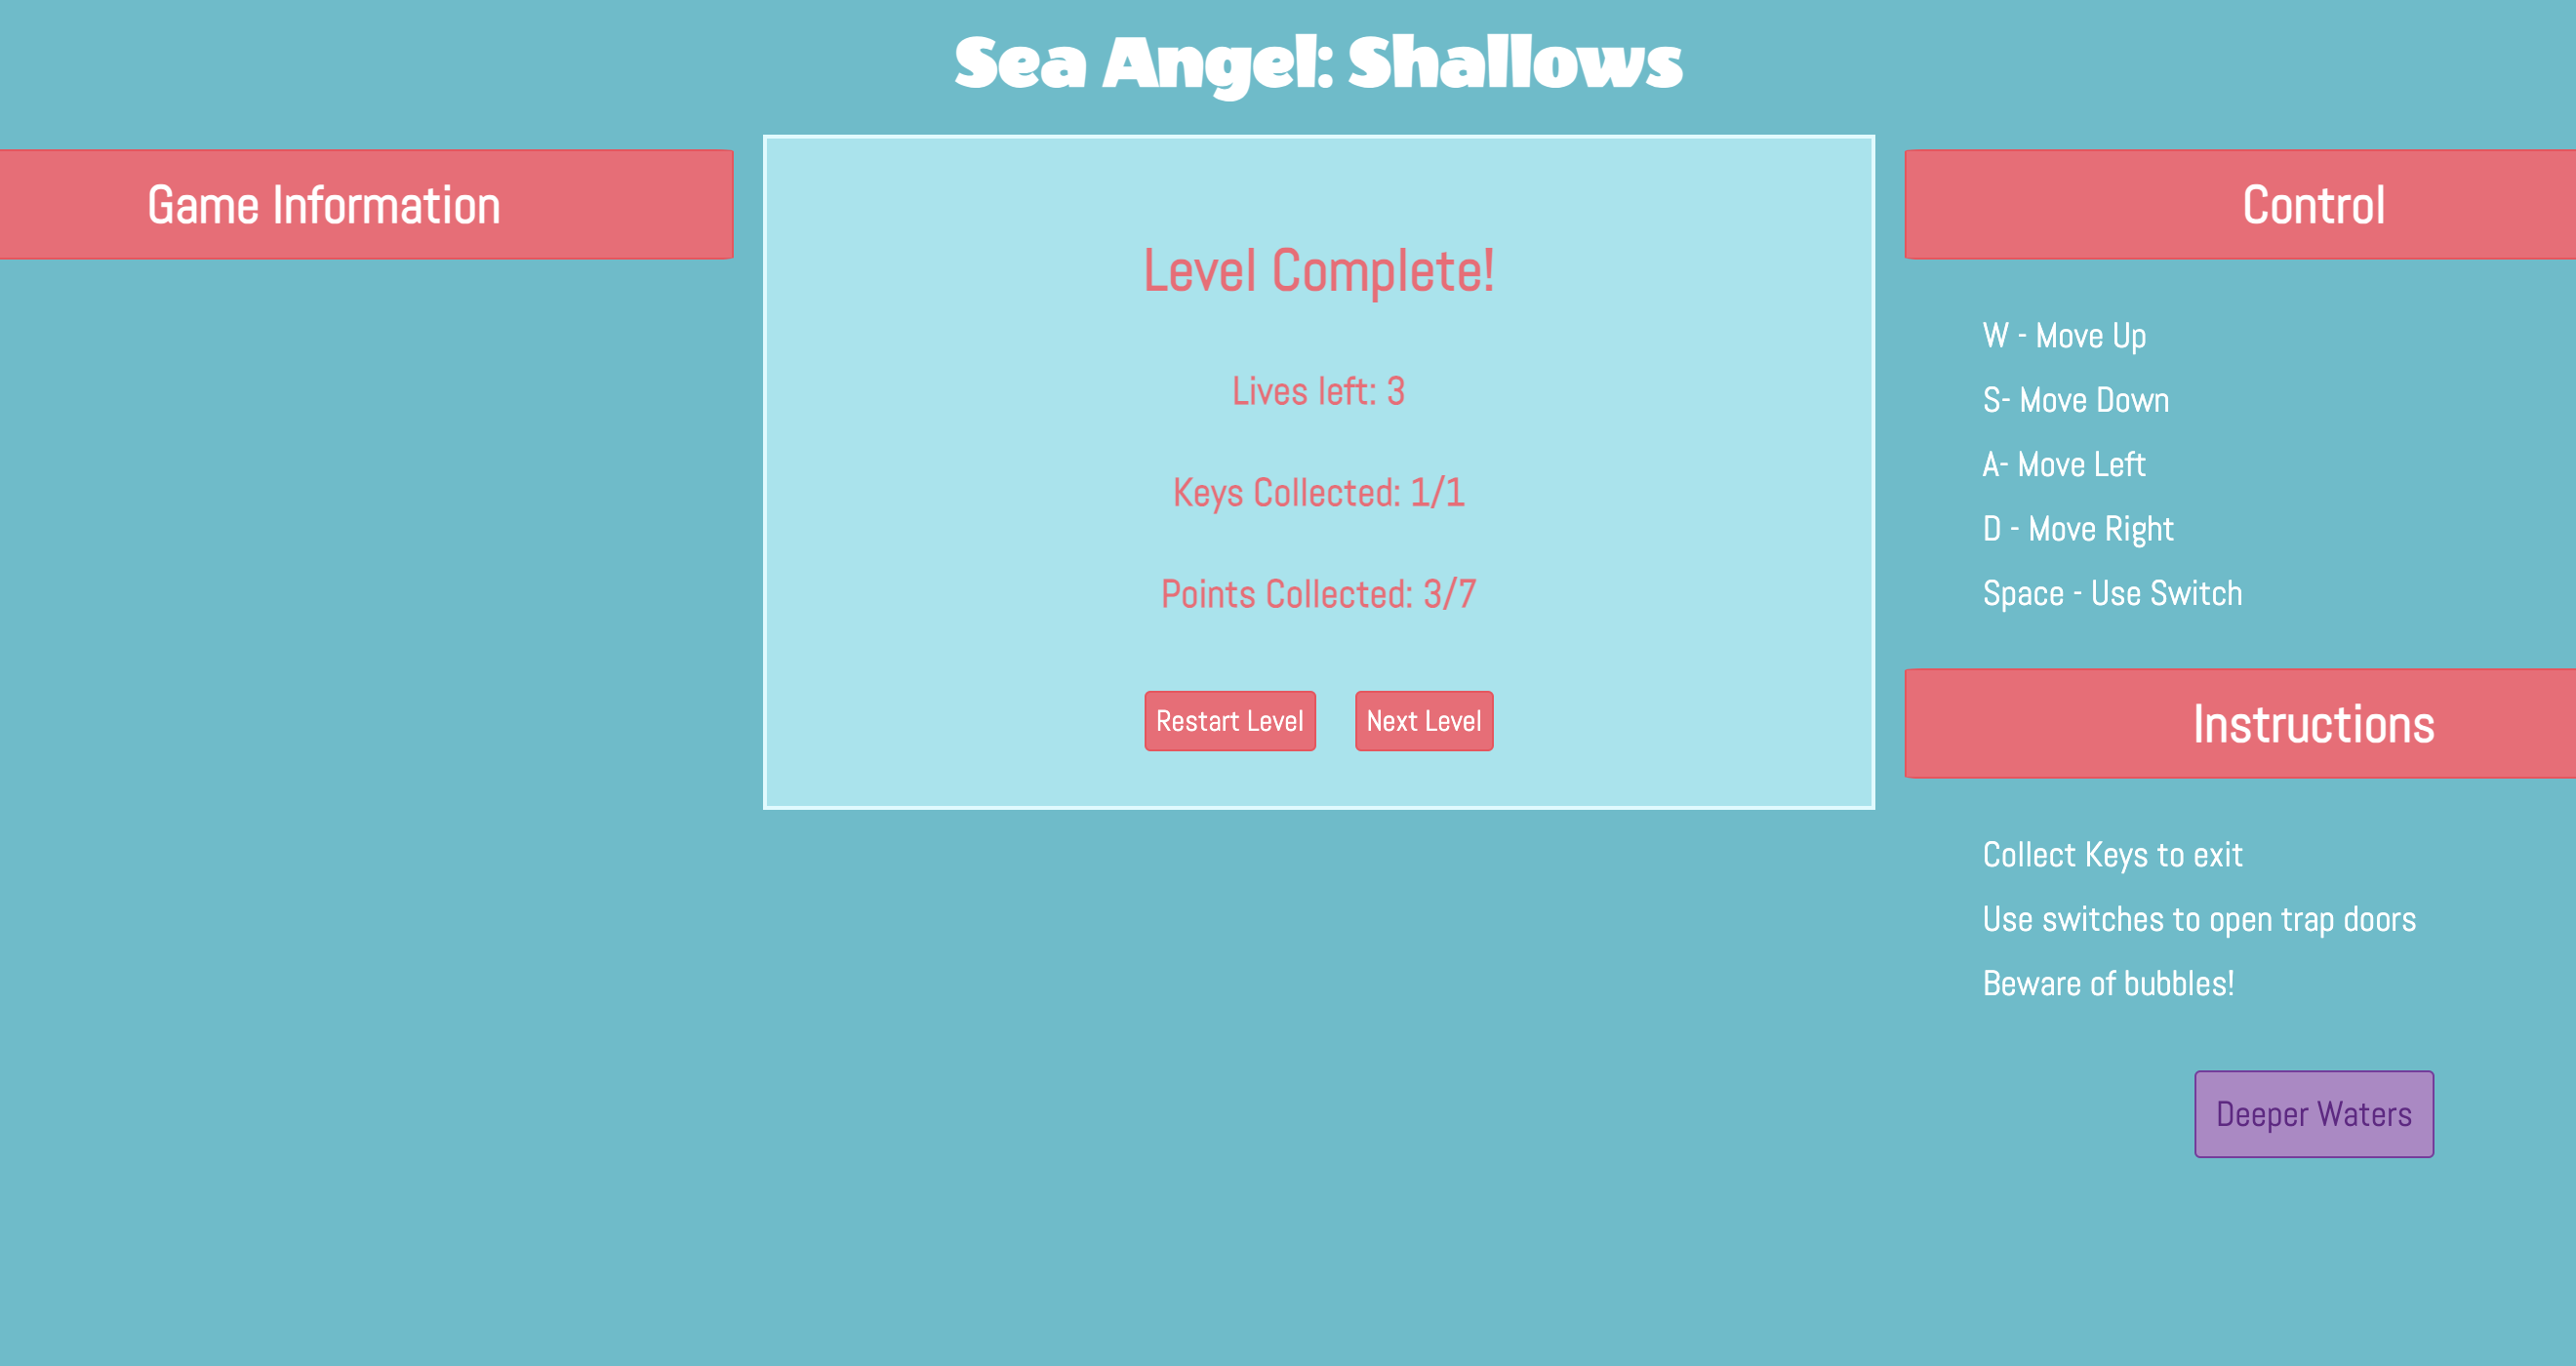 Sea Angel: Shallows
Game Information
Level Complete!
Lives left: 3
Keys Collected: 1/1
Points Collected: 3/7
Restart Level
Next Level
Control
W - Move Up
S- Move Down
A- Move Left
D - Move Right
Space - Use Switch
Instructions
Collect Keys to exit
Use switches to open trap doors
Beware of bubbles!
Deeper Waters